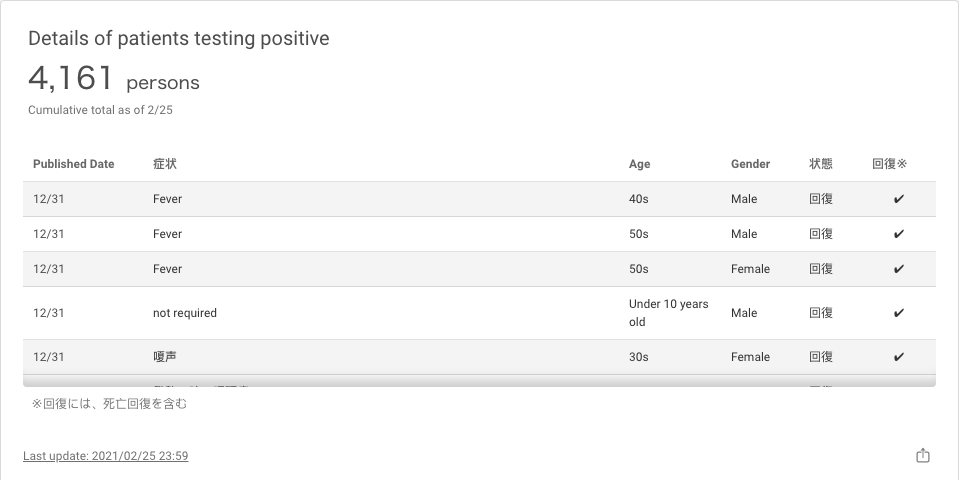 Details of patients testing positive
4,161 persons
Cumulative total as of 2/25
Published Date 症状 Age Gender 状態 回復※
12/31 Fever 40s Male 回復 ✔
12/31 Fever 50s Male 回復 ✔
12/31 Fever 50s Female 回復 ✔
12/31 not required Under 10 years old Male 回復 ✔
12/31 嗄声 30s Female 回復 ✔
※回復には、死亡回復を含む
Last update: 2021/02/25 23:59